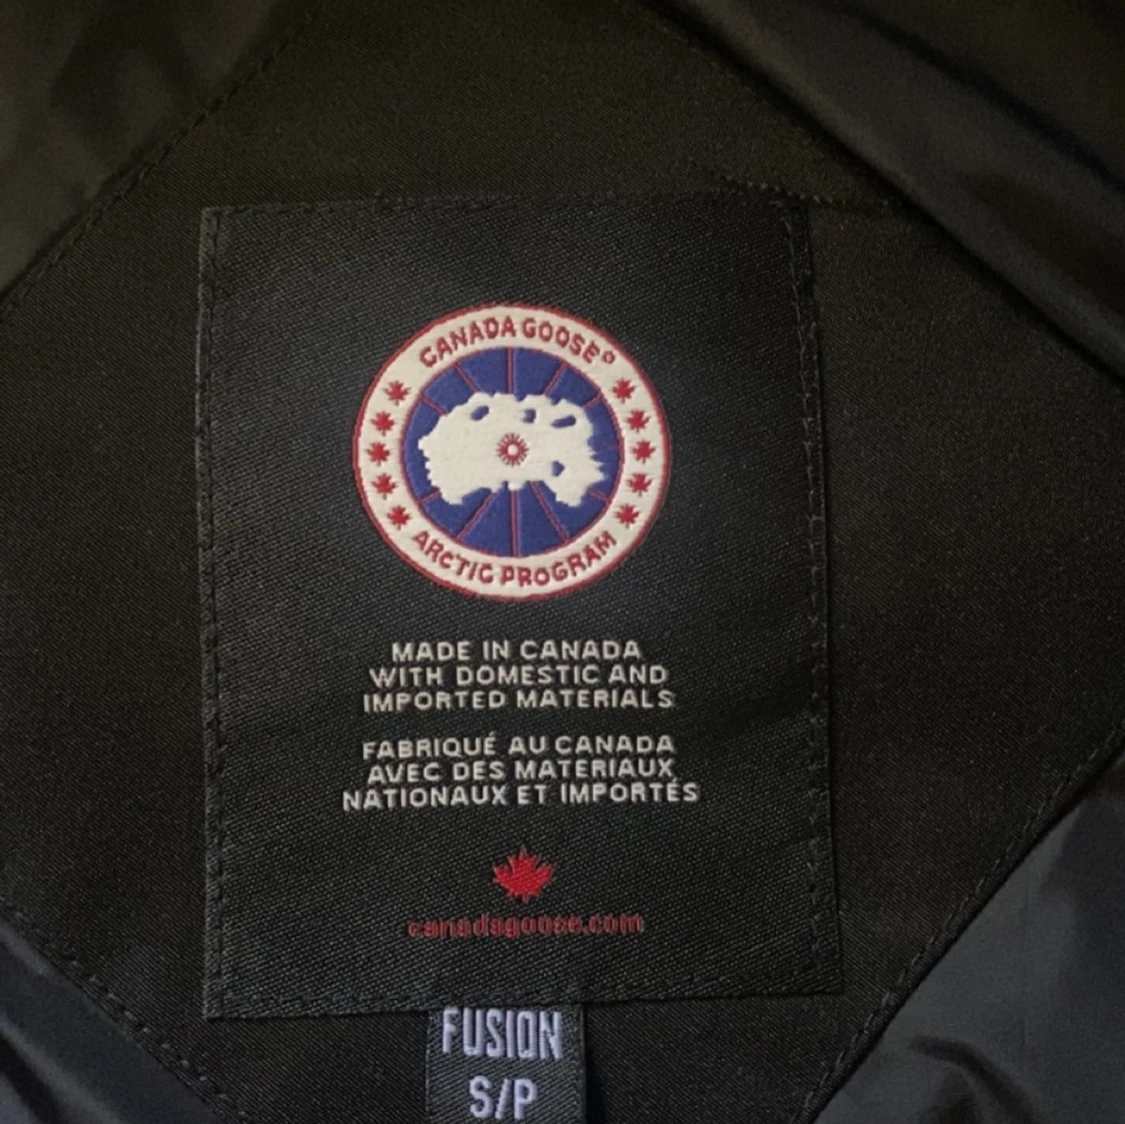 CANADA GOOSE
ARCTIC PROGRAM
MADE IN CANADA
WITH DOMESTIC AND
IMPORTED MATERIALS
FABRIQUÉ AU CANADA
AVEC DES MATERIAUX
NATIONAUX ET IMPORTÉS
canadagoose.com
FUSION
S/P